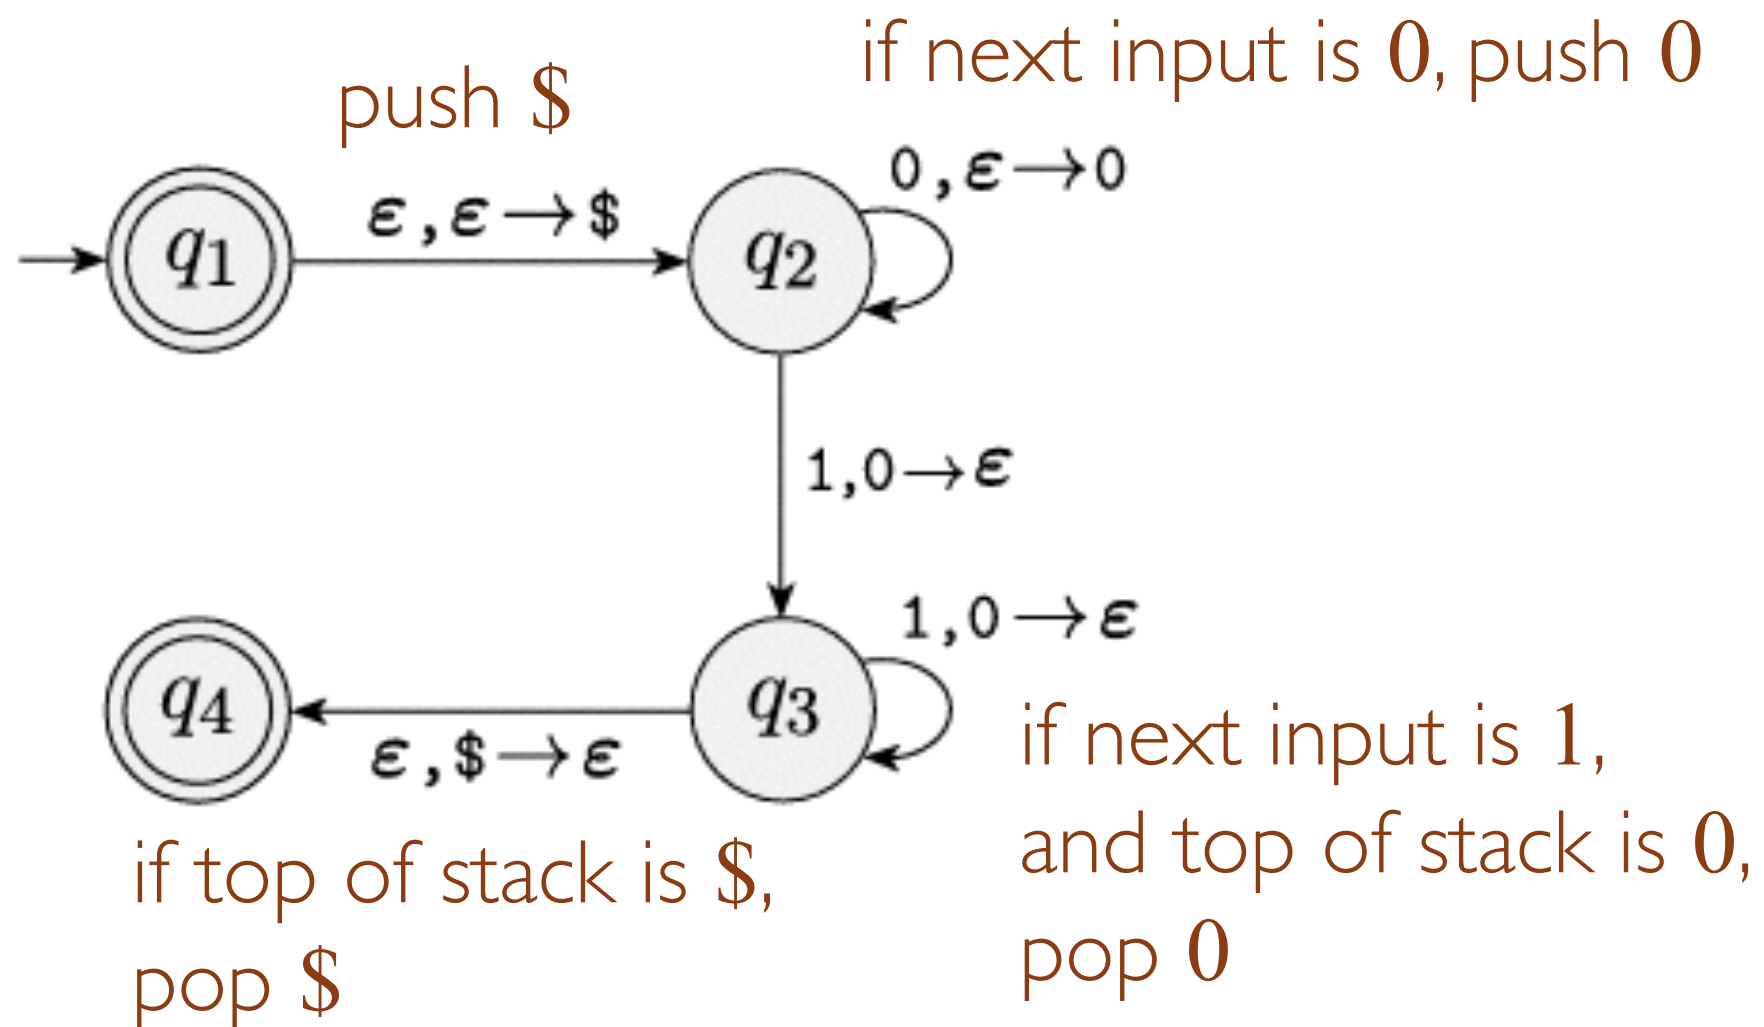 if next input is 0, push 0
push $
0,ε→0
ε,ε→$
q1
q2
1,0→ε
1,0→ε
q4
q3
ε,$→ε
if next input is 1,
and top of stack is 0,
pop 0
if top of stack is $,
pop $